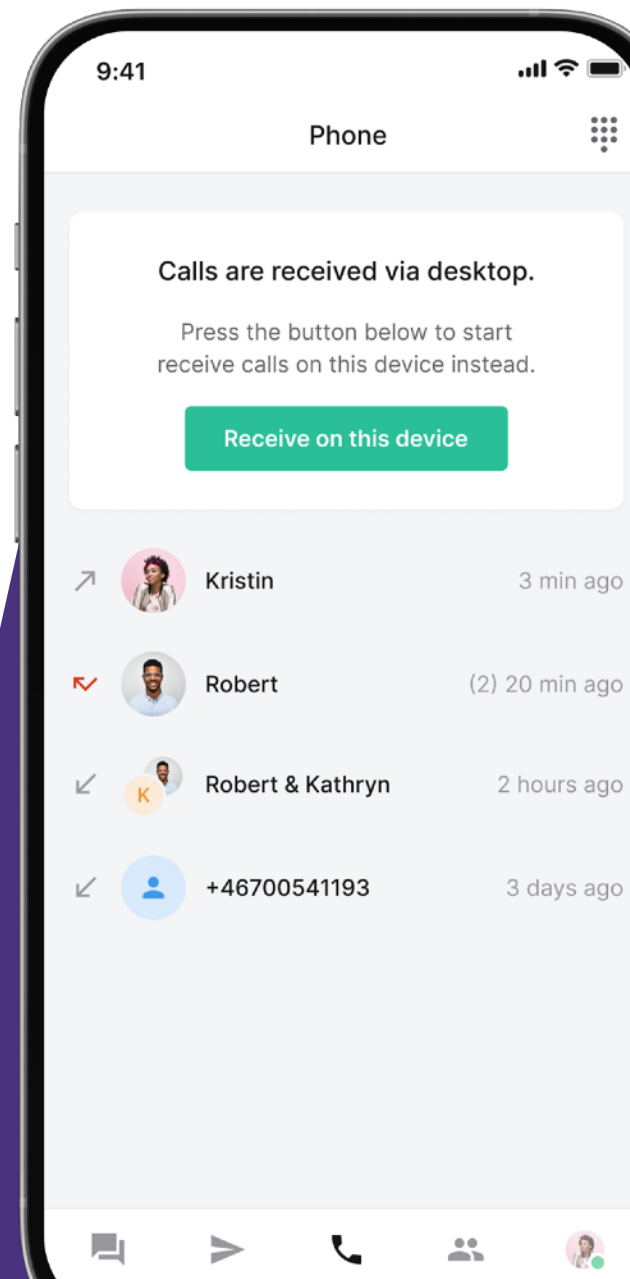 9:41
Phone
Calls are received via desktop.
Press the button below to start
receive calls on this device instead.
Receive on this device
Kristin 3 min ago
Robert (2) 20 min ago
K
Robert & Kathryn 2 hours ago
+46700541193 3 days ago